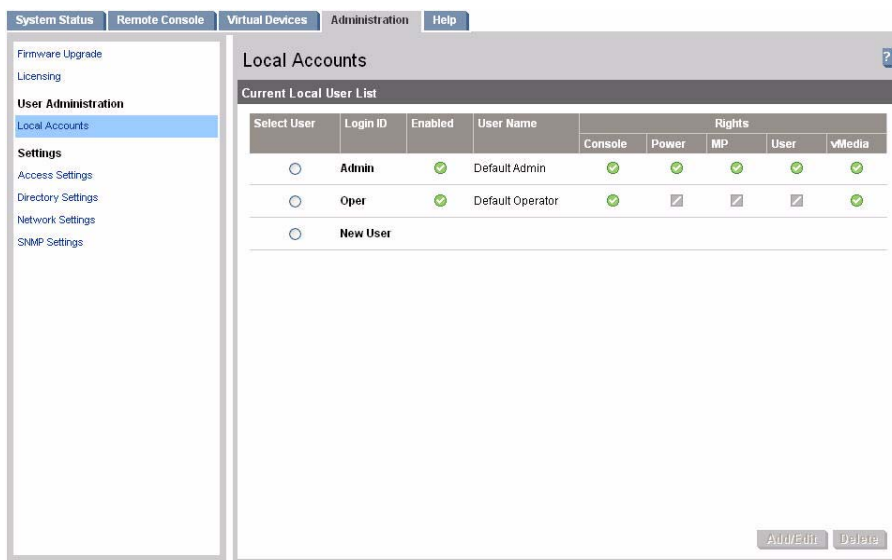 System Status Remote Console Virtual Devices Administration Help
Firmware Upgrade
Licensing
User Administration
Local Accounts
Settings
Access Settings
Directory Settings
Network Settings
SNMP Settings
Local Accounts
?
Current Local User List
Select User Login ID Enabled User Name Rights
Console Power MP User vMedia
Admin Default Admin
Oper Default Operator
New User
Add/Edit Delete